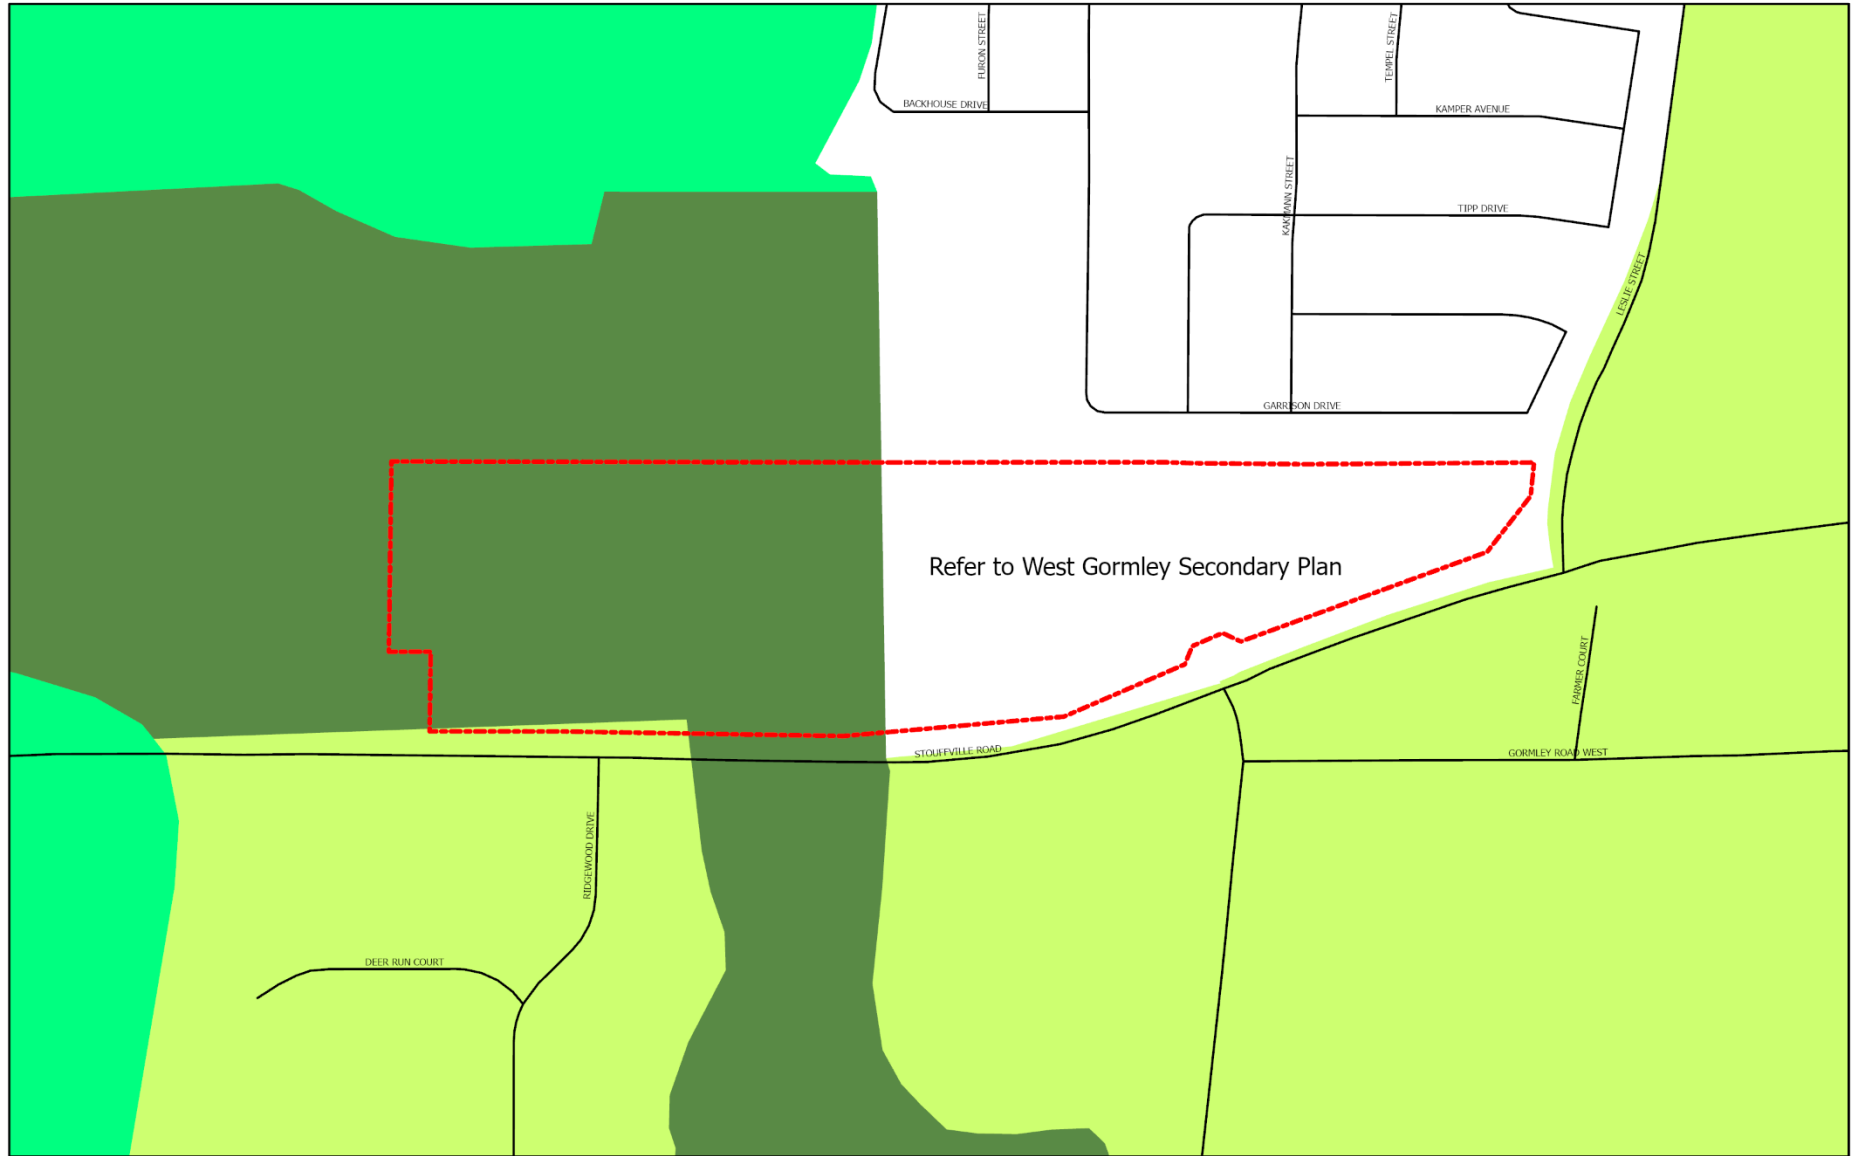 FURON STREET
TEMPEL STREET
BACKHOUSE DRIVE
KAMPER AVENUE
KAKMANN STREET
TIPP DRIVE
LESLIE STREET
GARRISON DRIVE
Refer to West Gormley Secondary Plan
FARMER COURT
STOUFFVILLE ROAD
GORMLEY ROAD WEST
RIDGEWOOD DRIVE
DEER RUN COURT